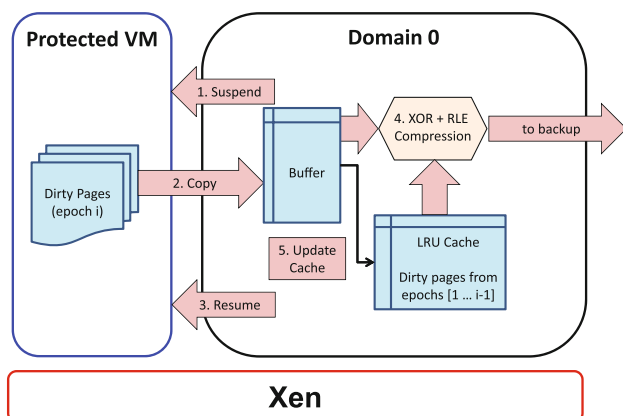 Protected VM
Domain 0
1. Suspend
4. XOR + RLE
Compression
to backup
Buffer
Dirty Pages
(epoch i)
2. Copy
LRU Cache
5. Update
Cache
Dirty pages from
epochs [1 ... i-1]
3. Resume
Xen